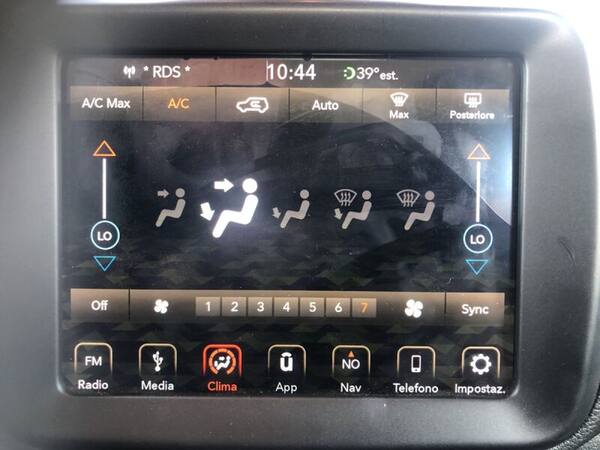 * RDS * 10:44 39° est.
A/C Max A/C Auto Max Posteriore
LO LO
Off 1 2 3 4 5 6 7 Sync
FM NO
Radio Media Clima App Nav Telefono Impostaz.